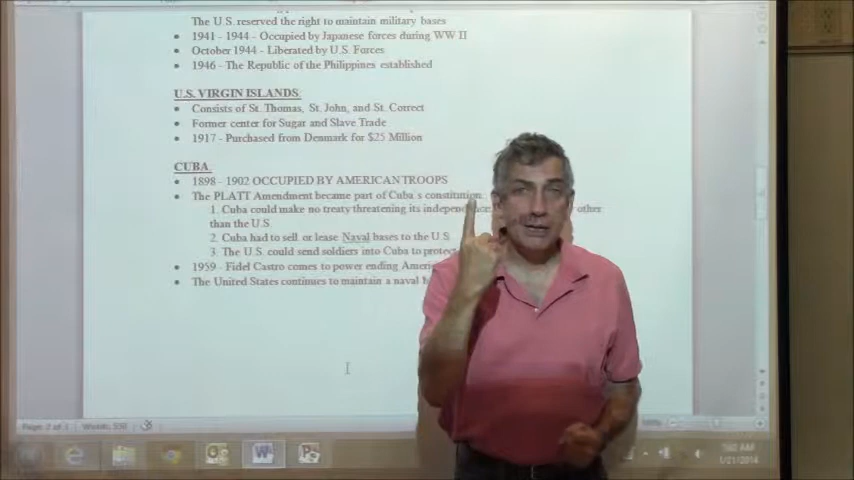 The U.S. reserved the right to maintain military bases
1941 - 1944 - Occupied by Japanese forces during WW II
October 1944 - Liberated by U.S. Forces
1946 - The Republic of the Philippines established
U.S. VIRGIN ISLANDS
Consists of St. Thomas, St. John, and St. Correct
Former center for Sugar and Slave Trade
1917 - Purchased from Denmark for $25 Million
CUBA
1898 - 1902 OCCUPIED BY AMERICAN TROOPS
The PLATT Amendment became part of Cuba's constitution
1. Cuba could make no treaty threatening its other
than the U.S.
2. Cuba had to sell or lease Naval bases to the U.S
3. The U.S. could send soldiers into Cuba to protect
1959 - Fidel Castro comes to power ending
The United States continues to maintain a naval
Page: 2 of Words: 550
1/21/2014